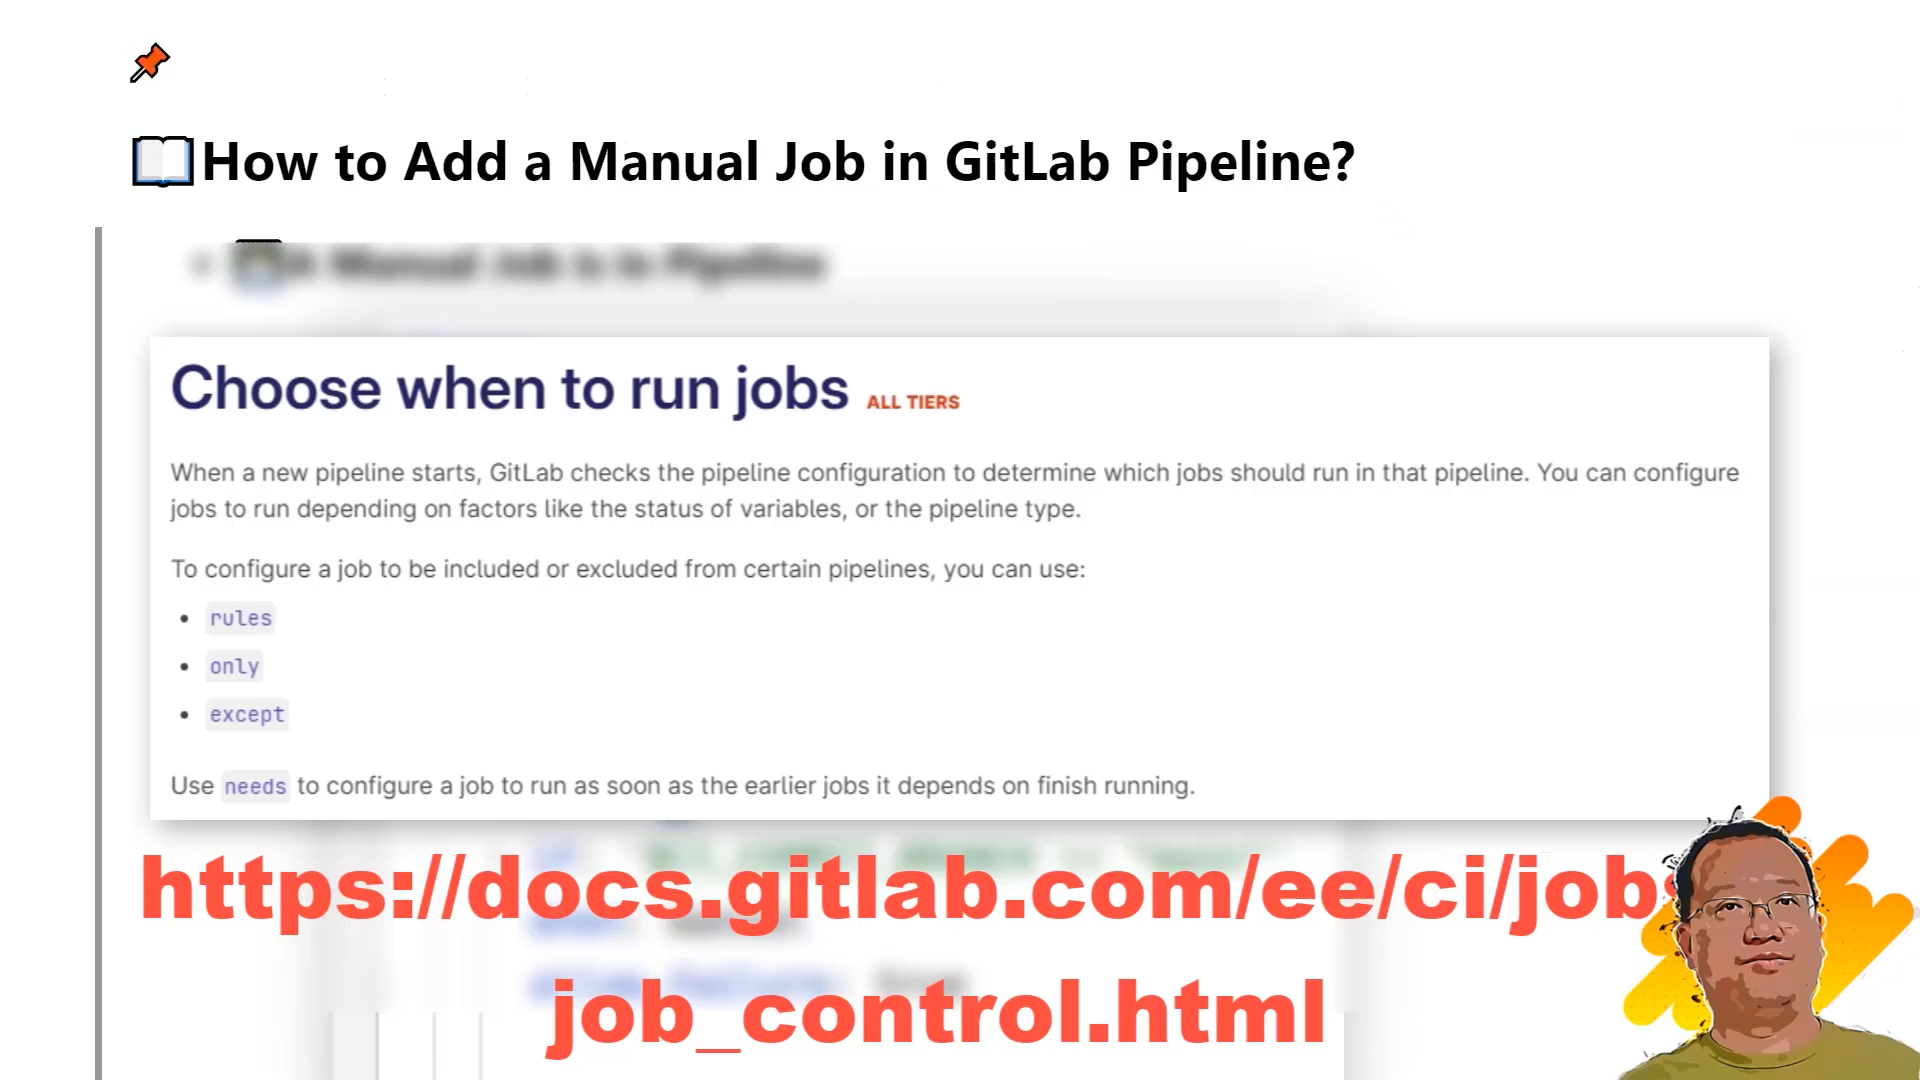 How to Add a Manual Job in GitLab Pipeline?
A Manual Job is in Pipeline
Choose when to run jobs ALL TIERS
When a new pipeline starts, GitLab checks the pipeline configuration to determine which jobs should run in that pipeline. You can configure
jobs to run depending on factors like the status of variables, or the pipeline type.
To configure a job to be included or excluded from certain pipelines, you can use:
• rules
• only
• except
Use needs to configure a job to run as soon as the earlier jobs it depends on finish running.
https://docs.gitlab.com/ee/ci/jobs
job_control.html